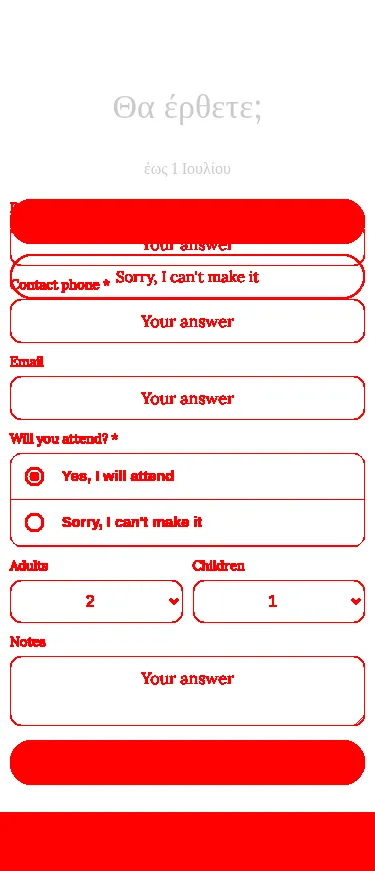 Θα έρθετε;
έως 1 Ιουλίου
Your answer
Sorry, I can't make it
Contact phone *
Your answer
Email
Your answer
Will you attend? *
Yes, I will attend
Sorry, I can't make it
Adults
Children
2
1
Notes
Your answer